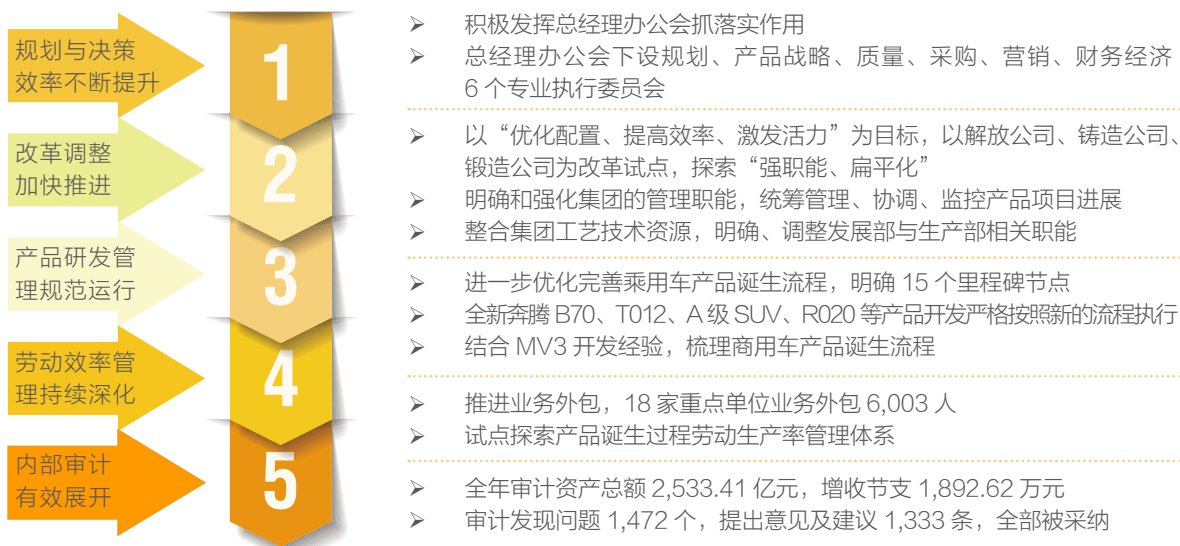 规划与决策
效率不断提升
1
➢ 积极发挥总经理办公会抓落实作用
➢ 总经理办公会下设规划、产品战略、质量、采购、营销、财务经济
6 个专业执行委员会
改革调整
加快推进
2
➢ 以“优化配置、提高效率、激发活力”为目标，以解放公司、铸造公司、
锻造公司为改革试点，探索“强职能、扁平化”
➢ 明确和强化集团的管理职能，统筹管理、协调、监控产品项目进展
➢ 整合集团工艺技术资源，明确、调整发展部与生产部相关职能
产品研发管
理规范运行
3
➢ 进一步优化完善乘用车产品诞生流程，明确 15 个里程碑节点
➢ 全新奔腾 B70、T012、A 级 SUV、R020 等产品开发严格按照新的流程执行
➢ 结合 MV3 开发经验，梳理商用车产品诞生流程
劳动效率管
理持续深化
4
➢ 推进业务外包，18 家重点单位业务外包 6,003 人
➢ 试点探索产品诞生过程劳动生产率管理体系
内部审计
有效展开
5
➢ 全年审计资产总额 2,533.41 亿元，增收节支 1,892.62 万元
➢ 审计发现问题 1,472 个，提出意见及建议 1,333 条，全部被采纳